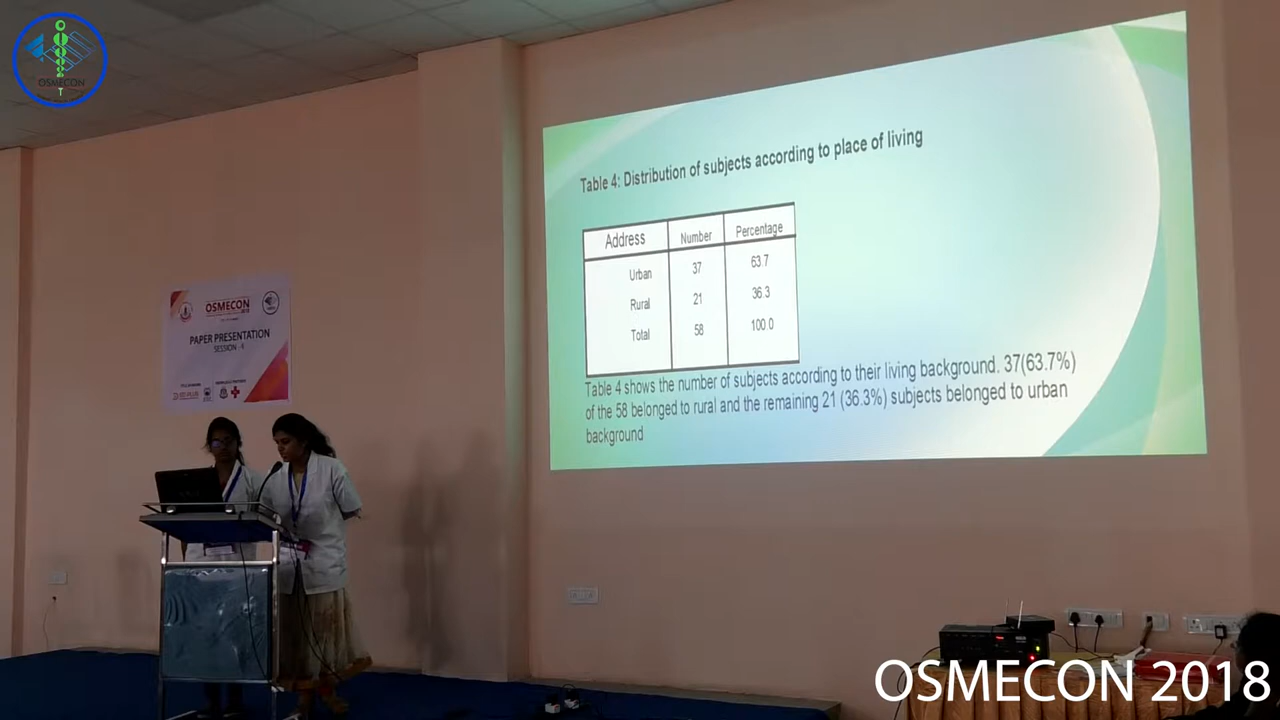 OSMECON
Table 4: Distribution of subjects according to place of living
Address Number Percentage
Urban 37 63.7
Rural 21 36.3
Total 58 100.0
Table 4 shows the number of subjects according to their living background. 37(63.7%)
of the 58 belonged to rural and the remaining 21 (36.3%) subjects belonged to urban
background
OSMECON
2018
PAPER PRESENTATION
SESSION - 4
OSMECON 2018